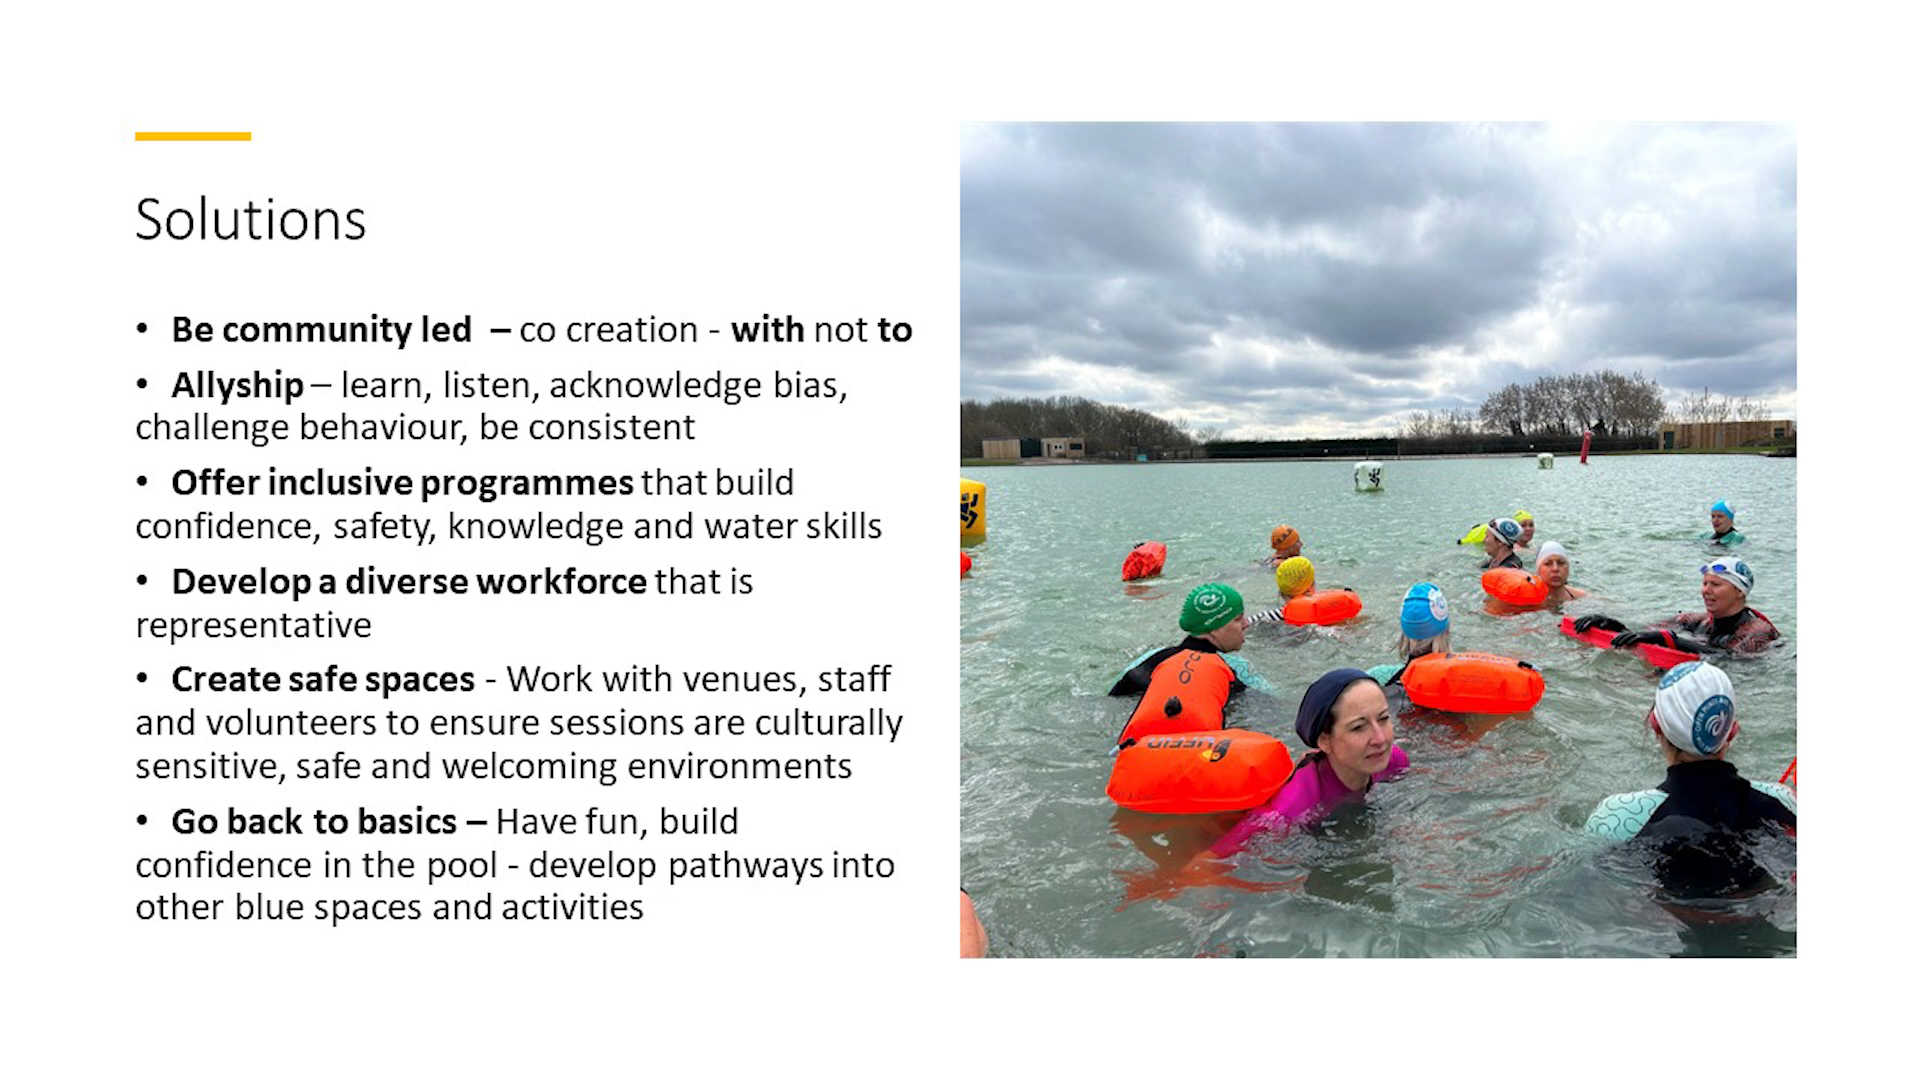 Solutions
• Be community led – co creation - with not to
• Allyship – learn, listen, acknowledge bias,
challenge behaviour, be consistent
• Offer inclusive programmes that build
confidence, safety, knowledge and water skills
• Develop a diverse workforce that is
representative
• Create safe spaces - Work with venues, staff
and volunteers to ensure sessions are culturally
sensitive, safe and welcoming environments
• Go back to basics – Have fun, build
confidence in the pool - develop pathways into
other blue spaces and activities